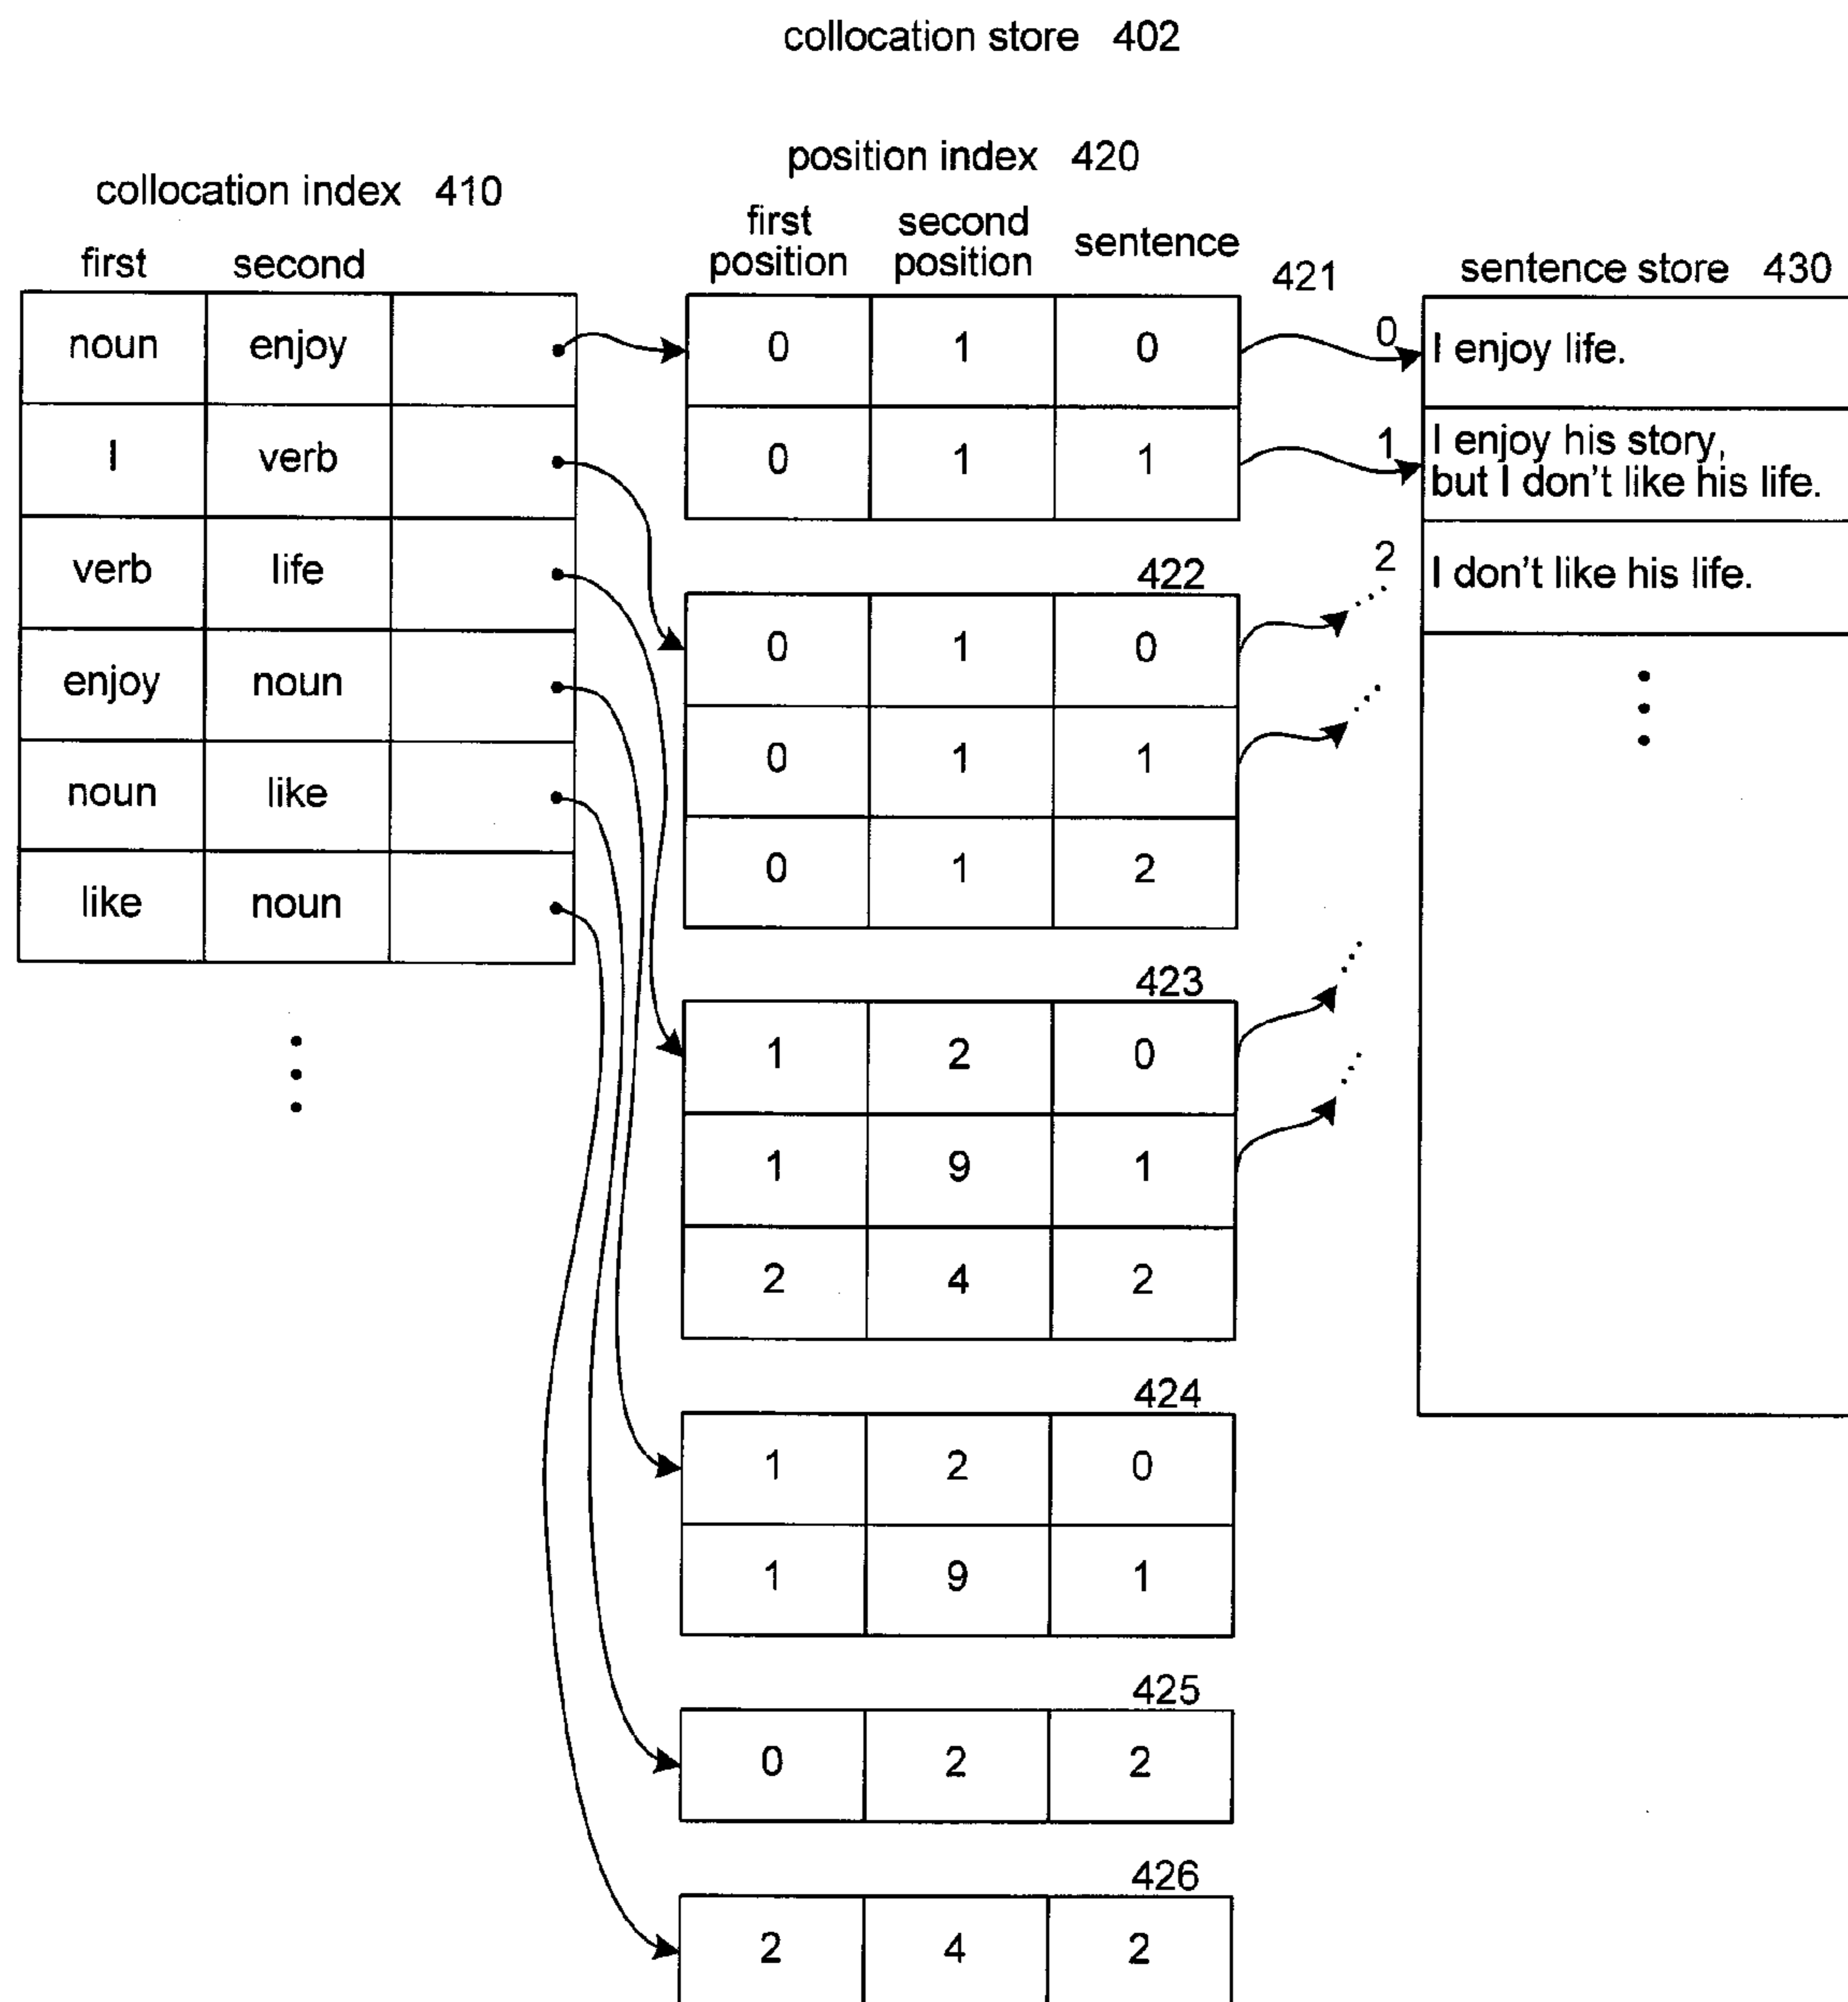 collocation store 402
collocation index 410
first second
noun enjoy
I verb
verb life
enjoy noun
noun like
like noun
position index 420
first position second position sentence
421
0 1 0
0 1 1
422
0 1 0
0 1 1
0 1 2
423
1 2 0
1 9 1
2 4 2
424
1 2 0
1 9 1
425
0 2 2
426
2 4 2
sentence store 430
0 I enjoy life.
1 I enjoy his story,
but I don't like his life.
2 I don't like his life.